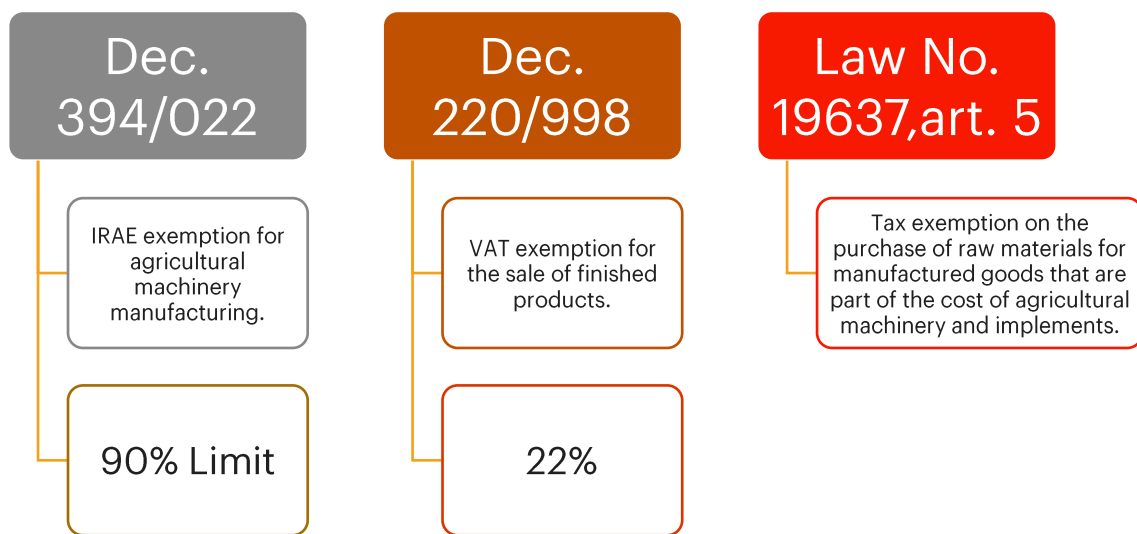 Dec.
394/022
IRAE exemption for
agricultural
machinery
manufacturing.
90% Limit
Dec.
220/998
VAT exemption for
the sale of finished
products.
22%
Law No.
19637,art. 5
Tax exemption on the
purchase of raw materials for
manufactured goods that are
part of the cost of agricultural
machinery and implements.